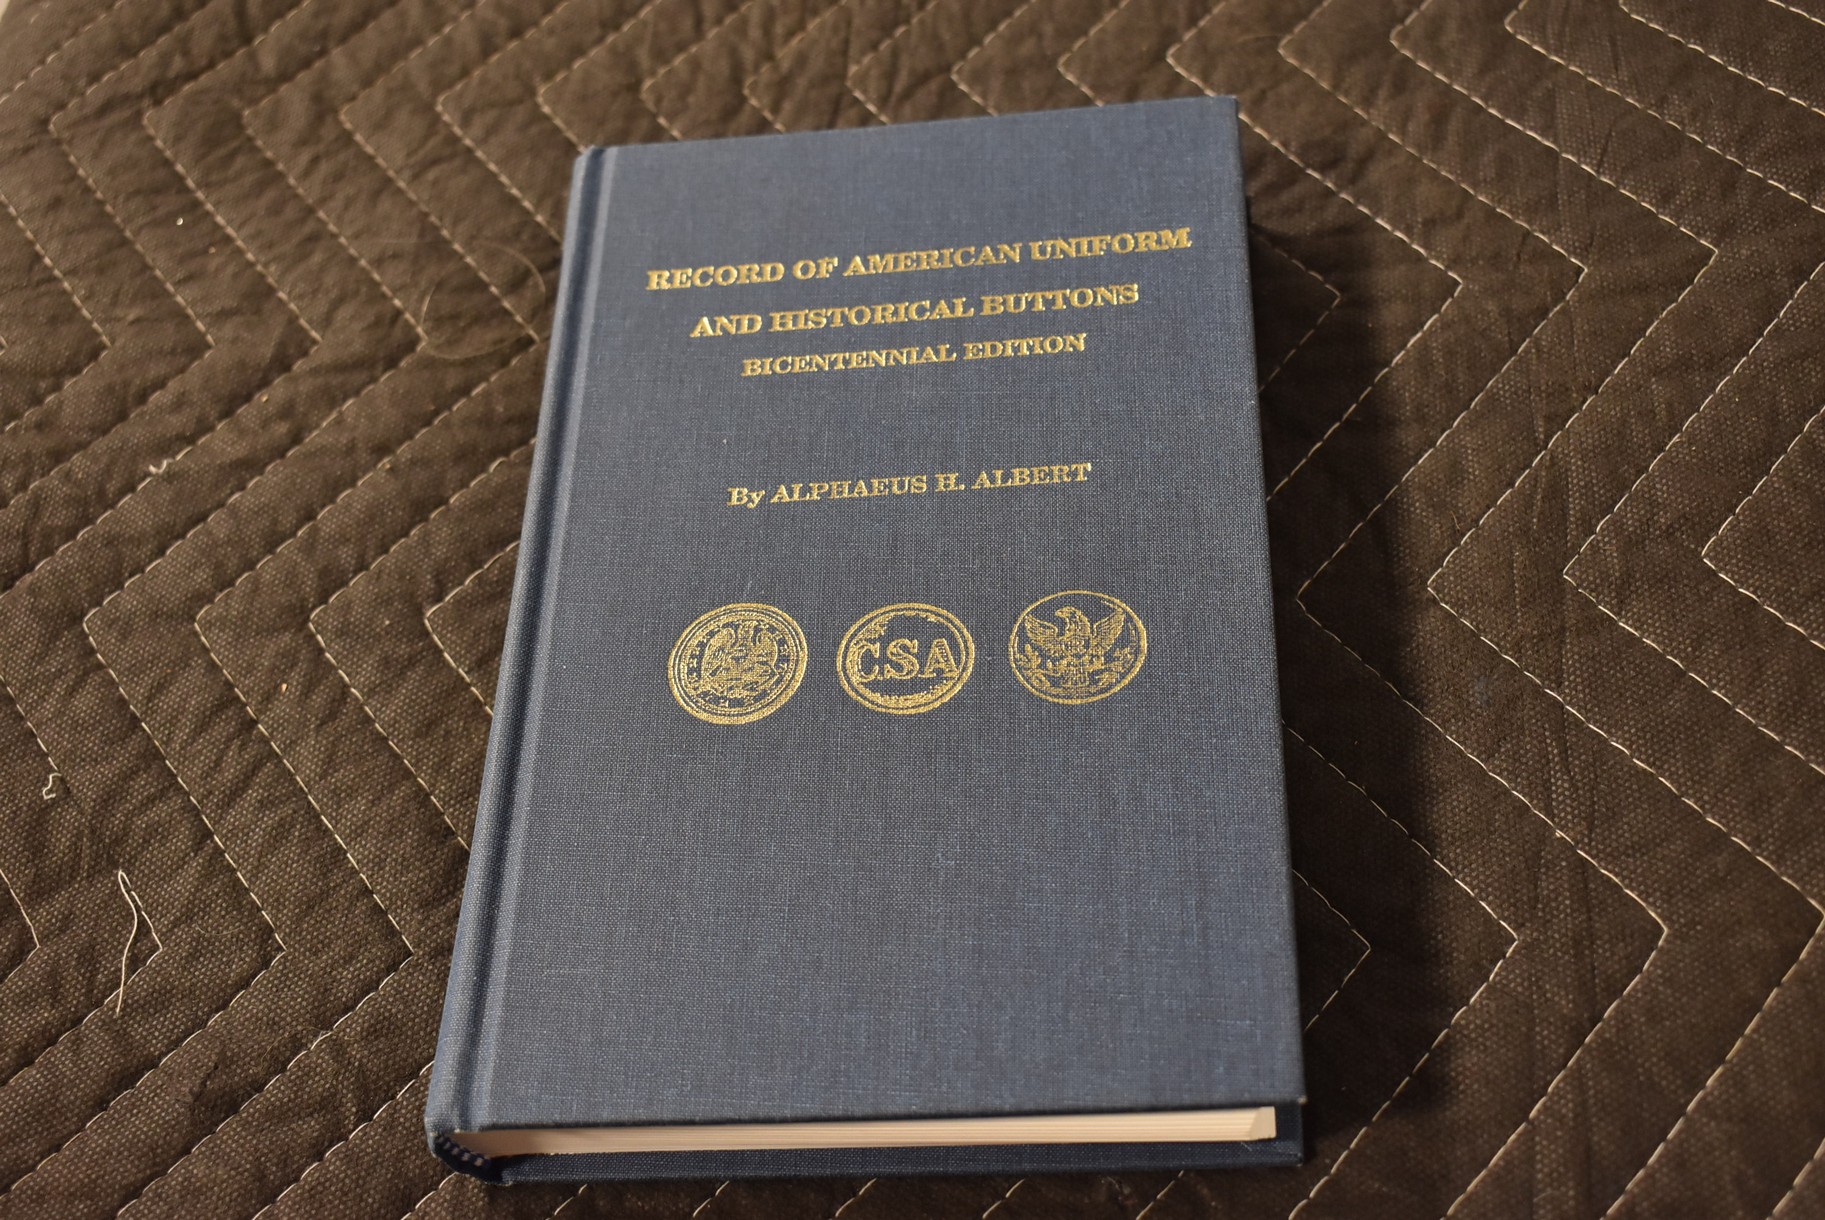 RECORD OF AMERICAN UNIFORM
AND HISTORICAL BUTTONS
BICENTENNIAL EDITION
By ALPHAEUS H. ALBERT
CSA